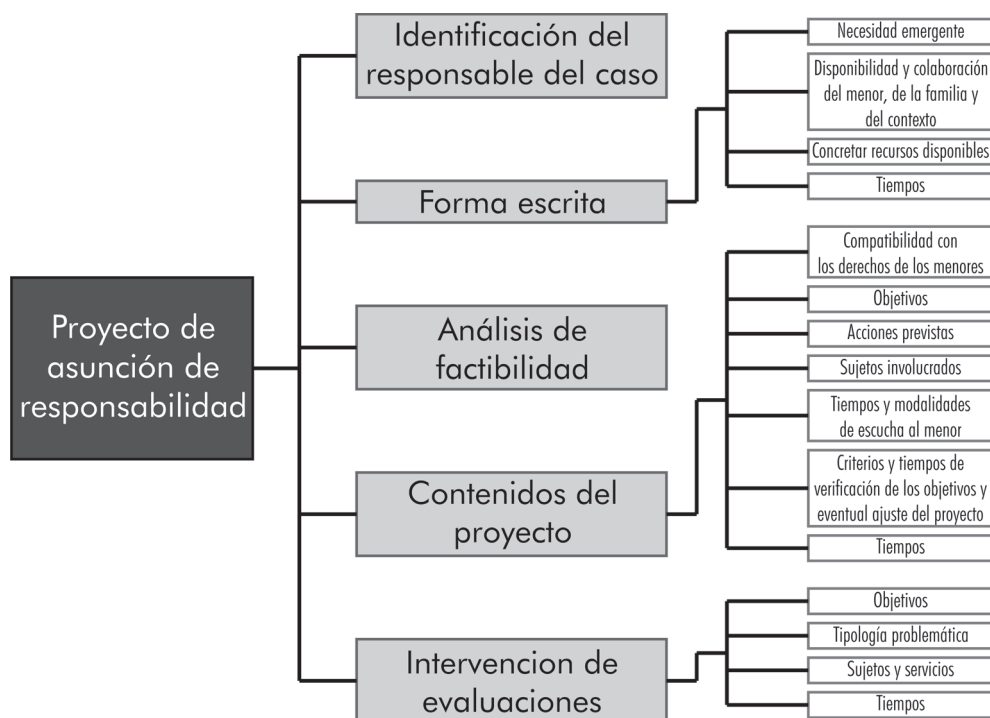 Proyecto de
asunción de
responsabilidad
Identificación del
responsable del caso
Forma escrita
Necesidad emergente
Disponibilidad y colaboración
del menor, de la familia y
del contexto
Concretar recursos disponibles
Tiempos
Análisis de
factibilidad
Contenidos del
proyecto
Compatibilidad con
los derechos de los menores
Objetivos
Acciones previstas
Sujetos involucrados
Tiempos y modalidades
de escucha al menor
Criterios y tiempos de
verificación de los objetivos y
eventual ajuste del proyecto
Tiempos
Intervencion de
evaluaciones
Objetivos
Tipología problemática
Sujetos y servicios
Tiempos